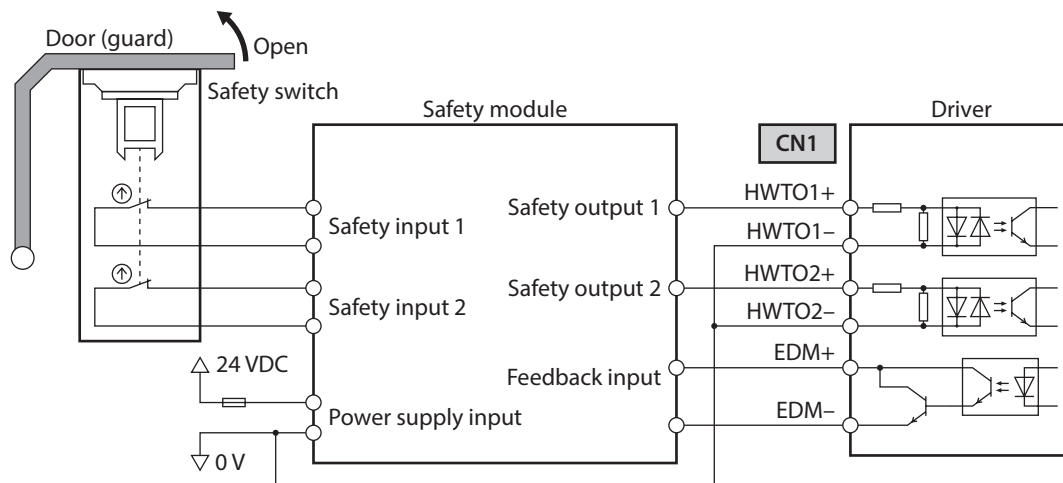 Door (guard)
Open
Safety switch
Safety module
Driver
CN1
HWTO1+
Safety output 1
Safety input 1
HWTO1–
HWTO2+
Safety output 2
Safety input 2
HWTO2–
24 VDC
EDM+
Feedback input
Power supply input
EDM–
0 V